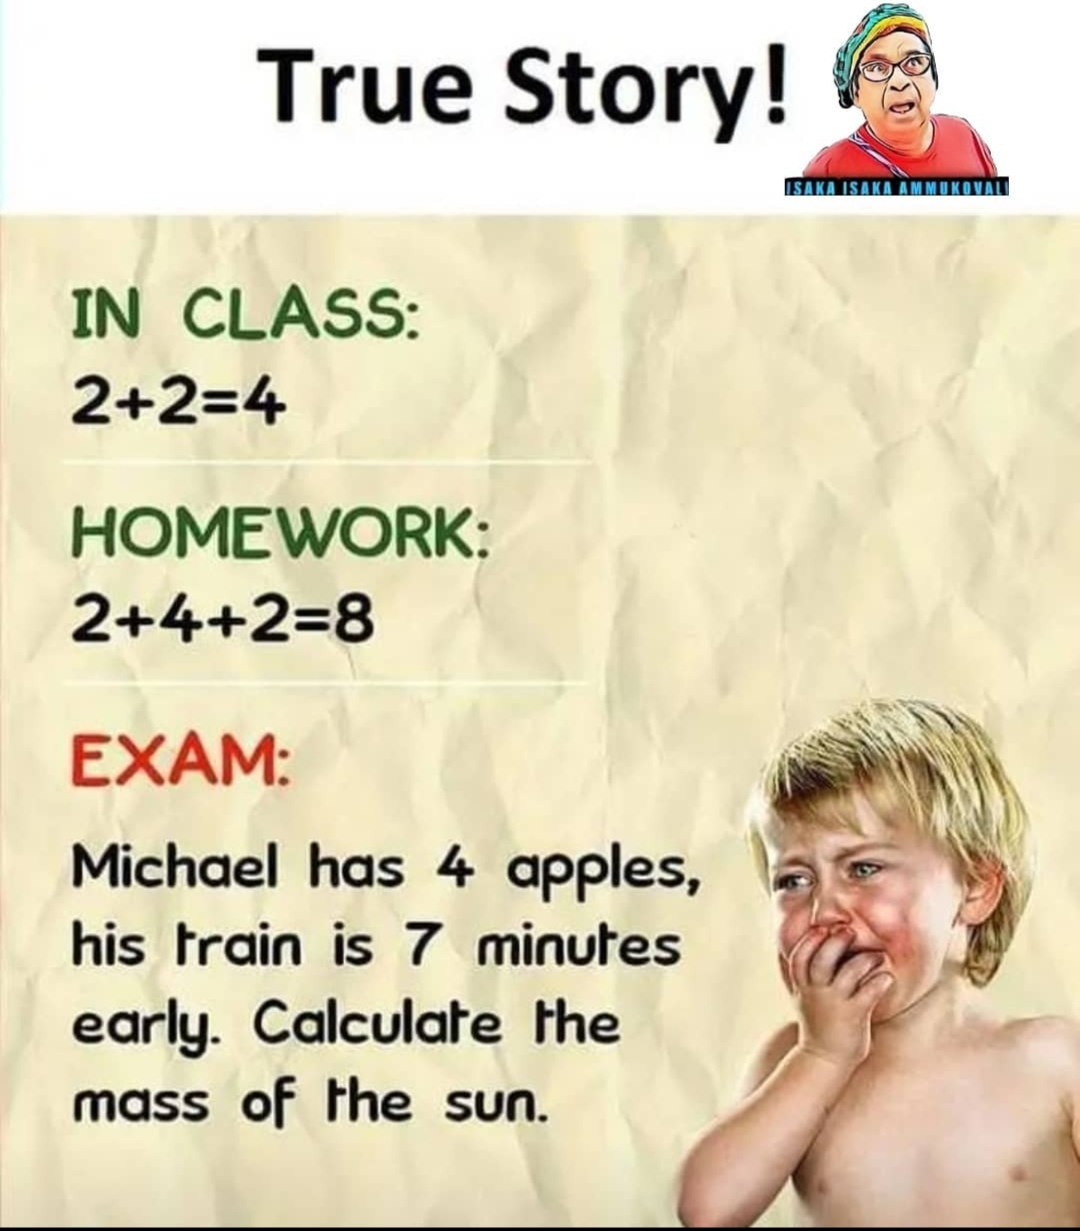 True Story!
ISAKA ISAKA AMMUKOVALI
IN CLASS:
2+2=4
HOMEWORK:
2+4+2=8
EXAM:
Michael has 4 apples,
his train is 7 minutes
early. Calculate the
mass of the sun.